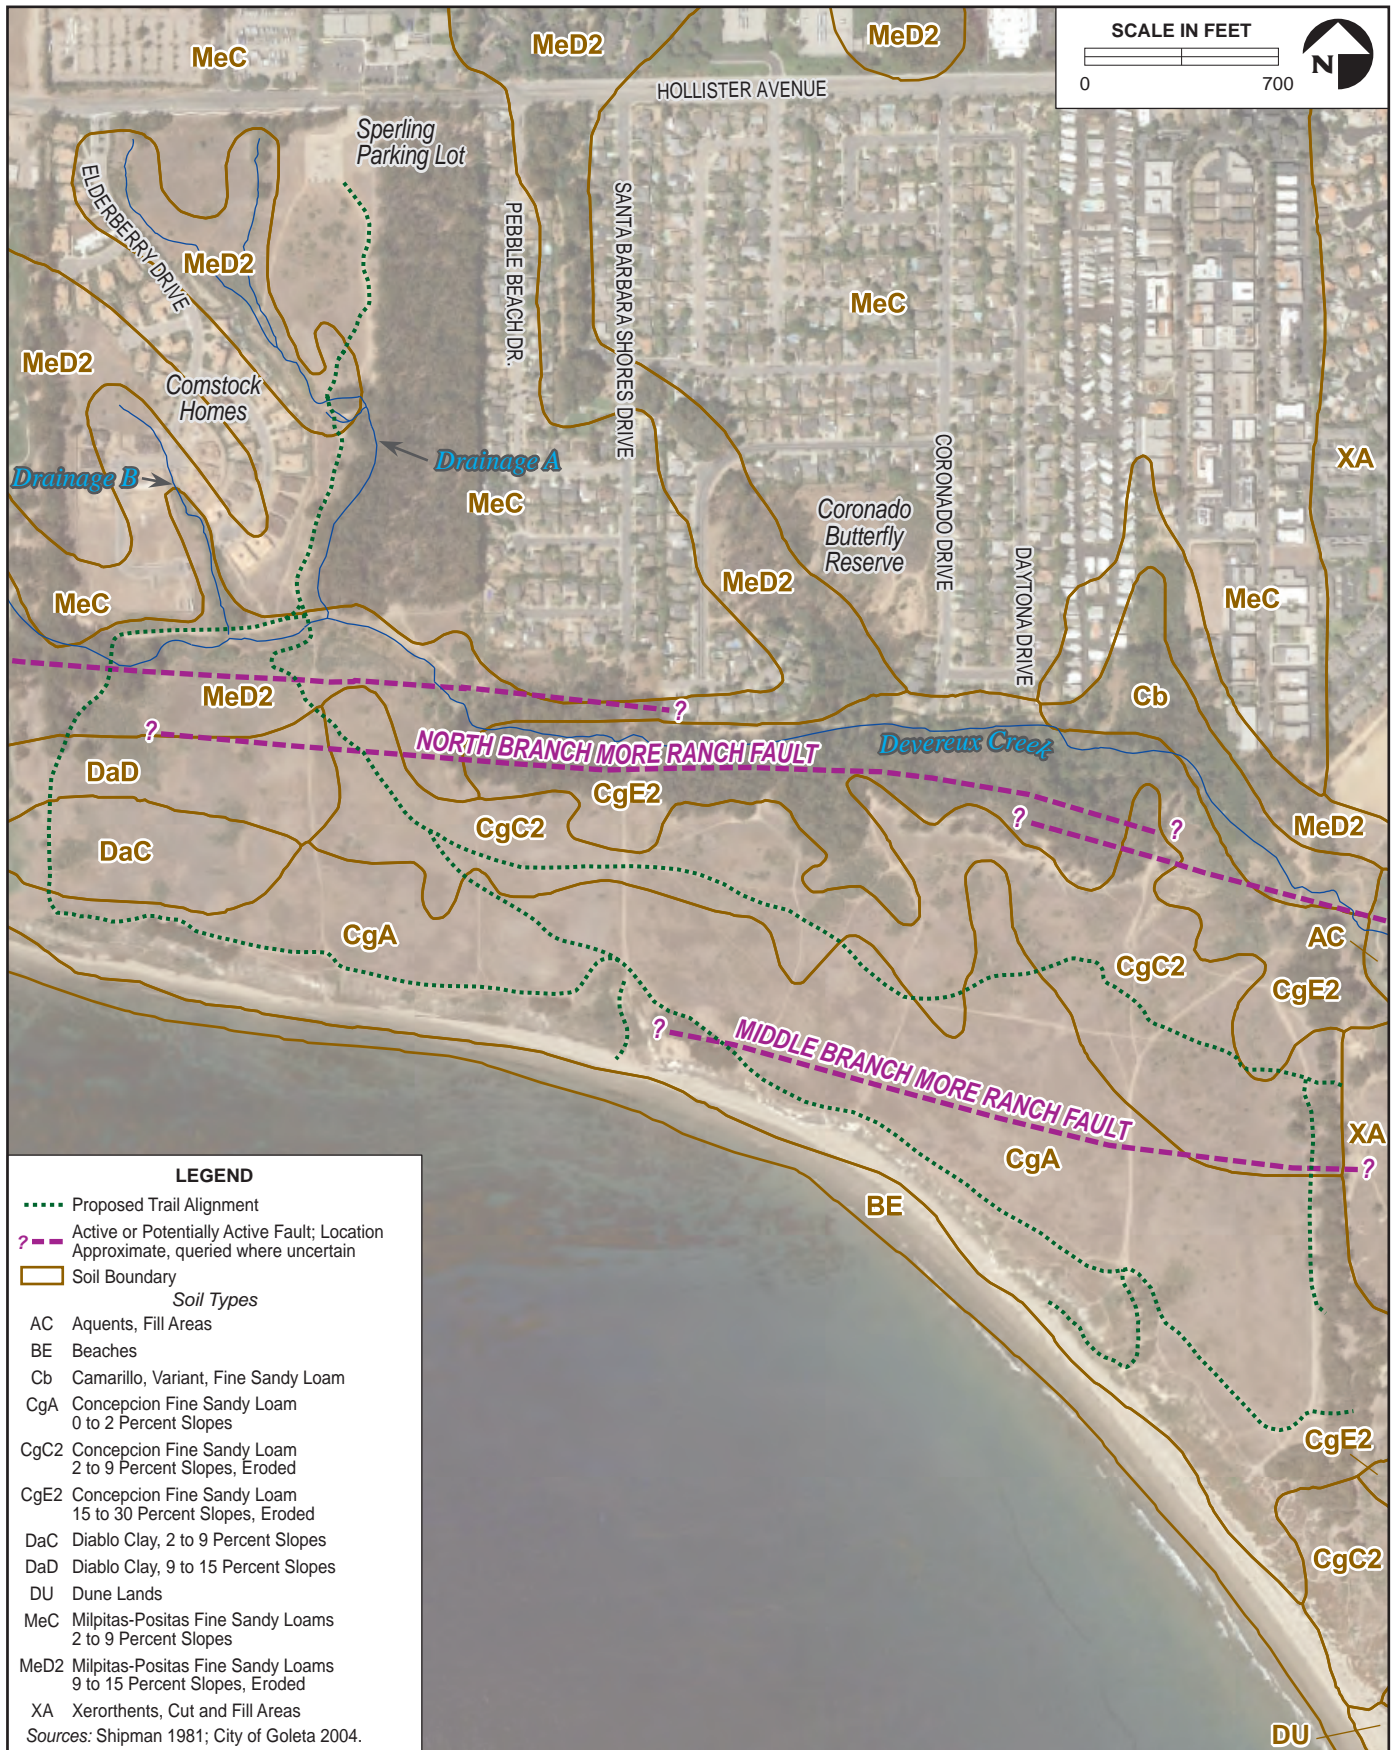 MeC
MeD2
MeD2
SCALE IN FEET
0 700
N
HOLLISTER AVENUE
Sperling
Parking Lot
ELDERBERRY DRIVE
MeD2
PEBBLE BEACH DR.
SANTA BARBARA SHORES DRIVE
MeC
MeD2
Comstock
Homes
Drainage A
Drainage B
MeC
XA
Coronado
Butterfly
Reserve
CORONADO DRIVE
DAYTONA DRIVE
MeD2
MeC
MeC
MeD2
Cb
?
?
NORTH BRANCH MORE RANCH FAULT
Devereux Creek
DaD
CgE2
CgC2
?
?
MeD2
DaC
CgA
AC
CgC2
CgE2
?
MIDDLE BRANCH MORE RANCH FAULT
XA
?
CgA
BE
CgE2
CgC2
DU
LEGEND
Proposed Trail Alignment
? Active or Potentially Active Fault; Location
Approximate, queried where uncertain
Soil Boundary
Soil Types
AC Aquents, Fill Areas
BE Beaches
Cb Camarillo, Variant, Fine Sandy Loam
CgA Concepcion Fine Sandy Loam
0 to 2 Percent Slopes
CgC2 Concepcion Fine Sandy Loam
2 to 9 Percent Slopes, Eroded
CgE2 Concepcion Fine Sandy Loam
15 to 30 Percent Slopes, Eroded
DaC Diablo Clay, 2 to 9 Percent Slopes
DaD Diablo Clay, 9 to 15 Percent Slopes
DU Dune Lands
MeC Milpitas-Positas Fine Sandy Loams
2 to 9 Percent Slopes
MeD2 Milpitas-Positas Fine Sandy Loams
9 to 15 Percent Slopes, Eroded
XA Xerorthents, Cut and Fill Areas
Sources: Shipman 1981; City of Goleta 2004.